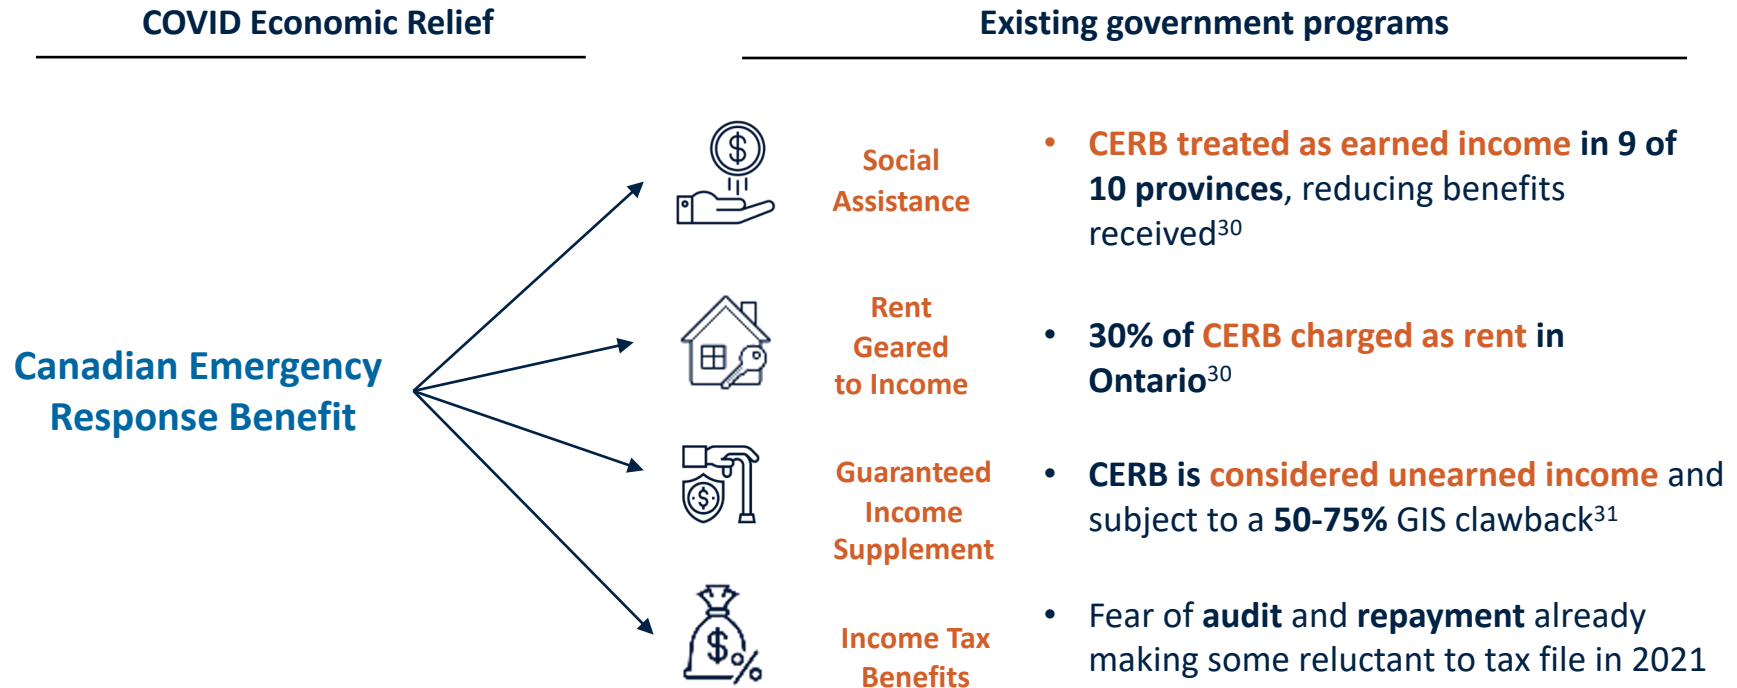 COVID Economic Relief
Existing government programs
Canadian Emergency
Response Benefit
Social
Assistance
• CERB treated as earned income in 9 of
10 provinces, reducing benefits
received30
Rent
Geared
to Income
• 30% of CERB charged as rent in
Ontario30
Guaranteed
Income
Supplement
• CERB is considered unearned income and
subject to a 50-75% GIS clawback31
Income Tax
Benefits
• Fear of audit and repayment already
making some reluctant to tax file in 2021